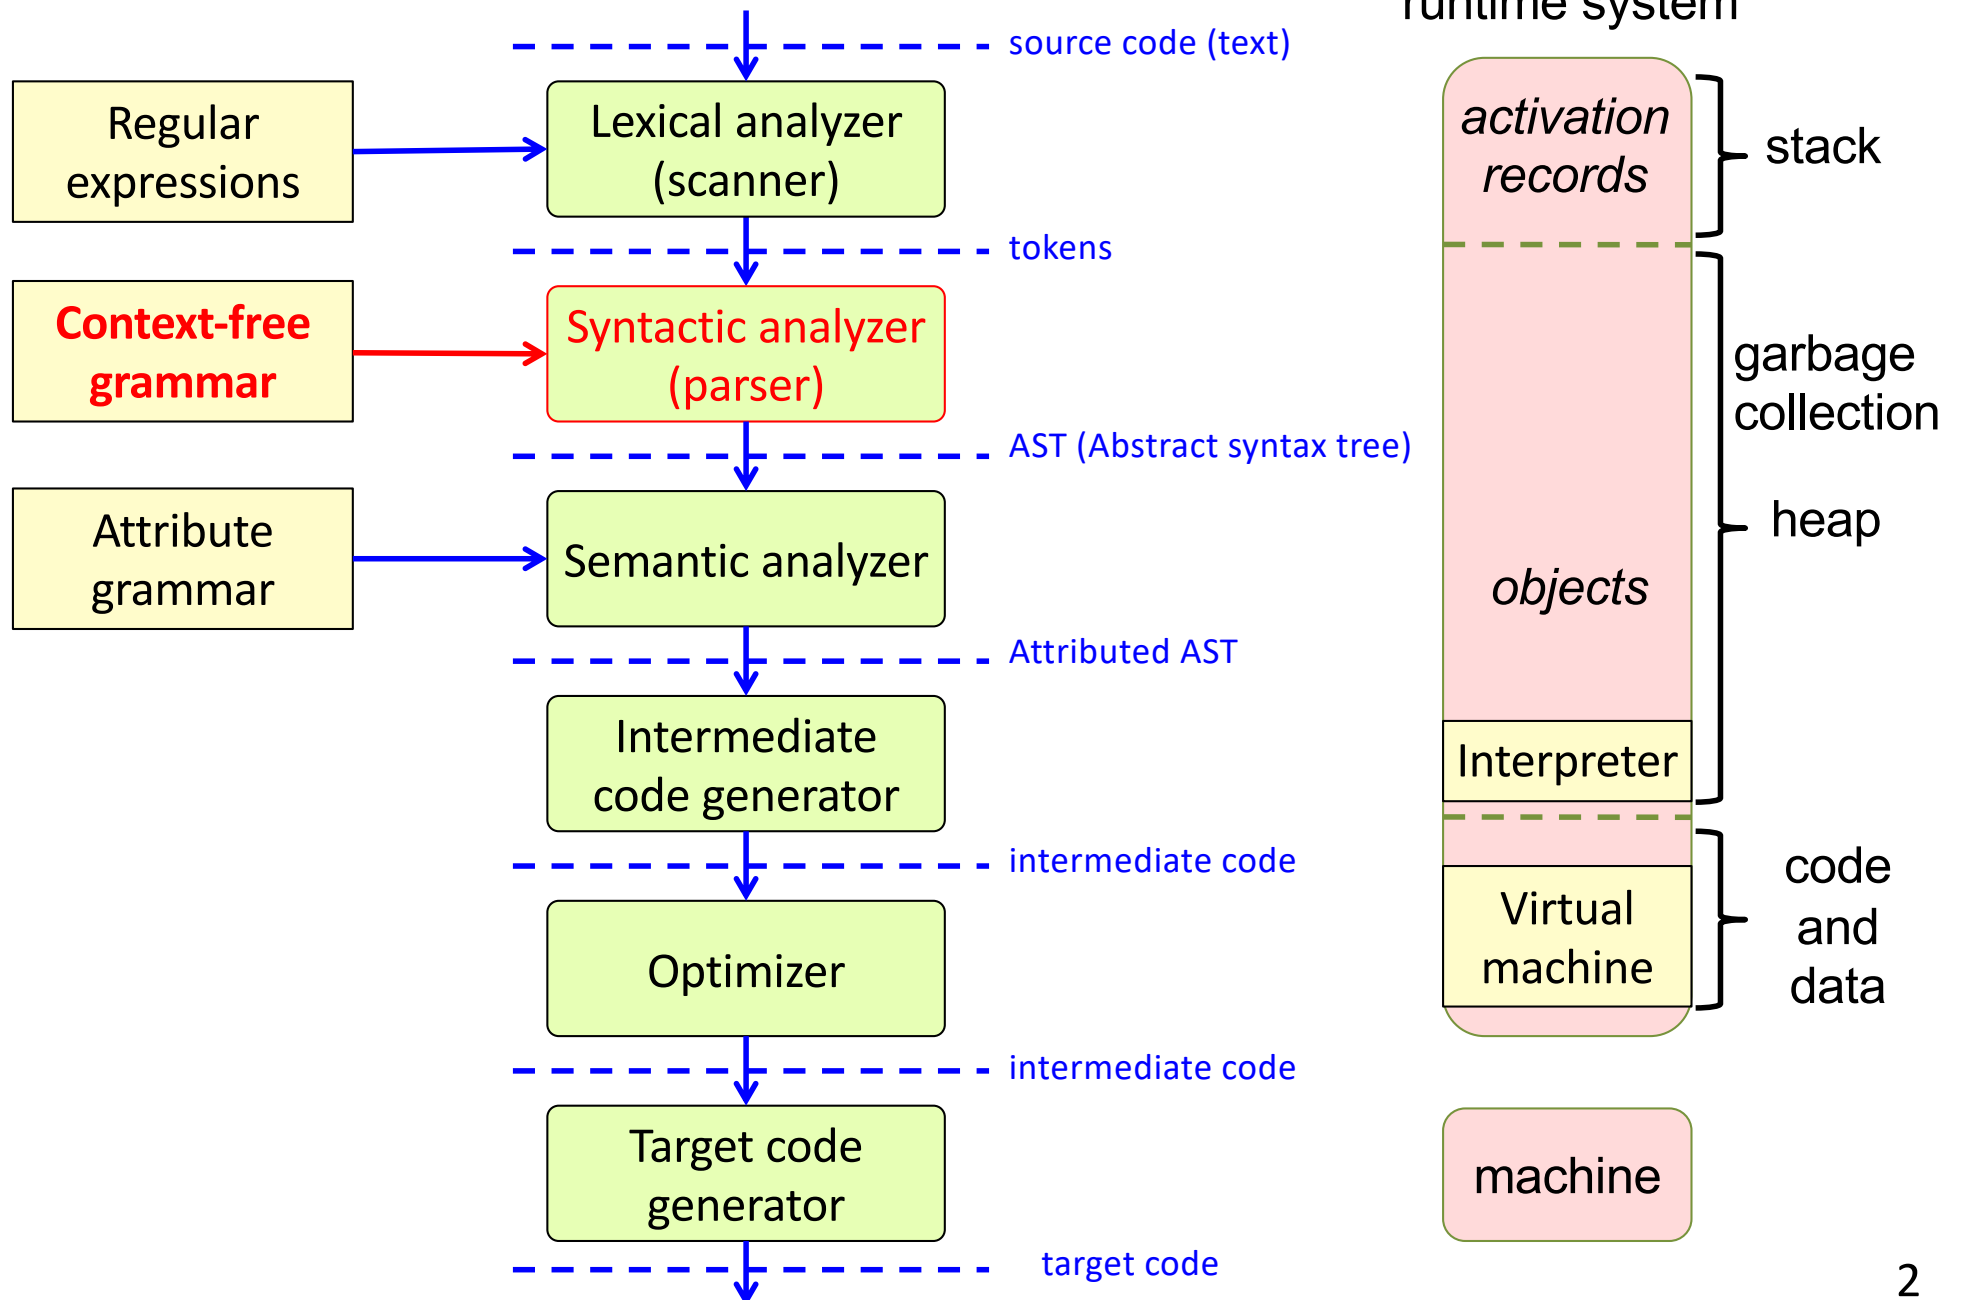 runtime system
source code (text)
Regular
expressions
Lexical analyzer
(scanner)
activation
records
stack
tokens
Context-free
grammar
Syntactic analyzer
(parser)
garbage
collection
AST (Abstract syntax tree)
Attribute
grammar
Semantic analyzer
heap
objects
Attributed AST
Intermediate
code generator
Interpreter
intermediate code
code
and
data
Virtual
machine
Optimizer
intermediate code
Target code
generator
machine
target code
2